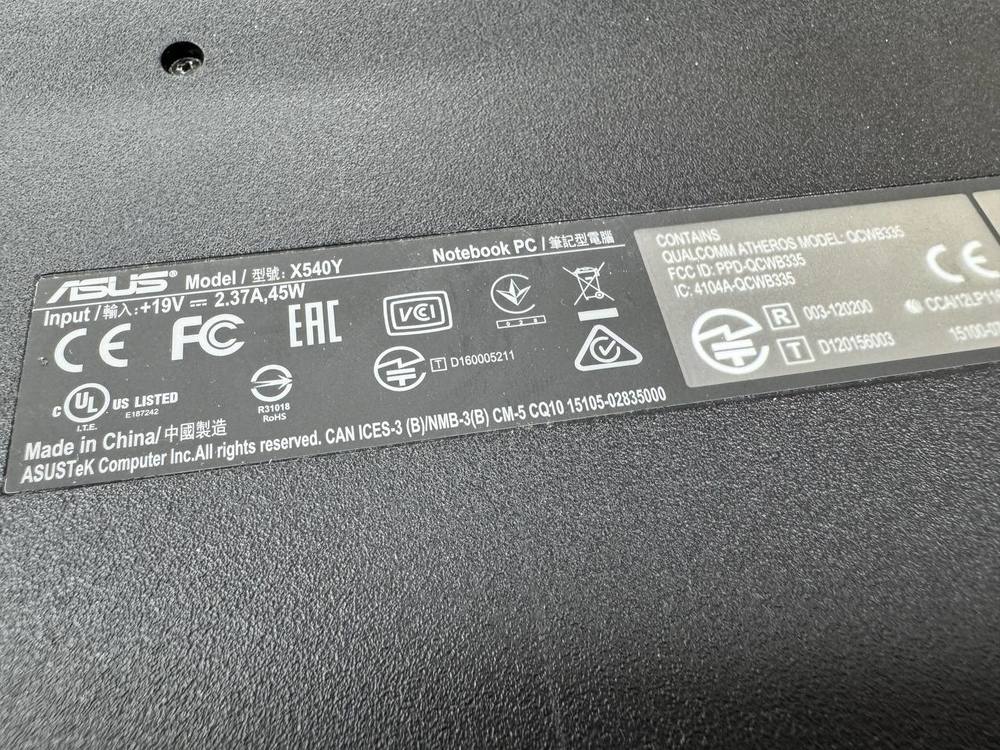 ASUS® Model / 型號: X540Y
Notebook PC / 筆記型電腦
Input / 輸入: +19V ⎓ 2.37A,45W
CE FC EAC VCCI 028
T D160005211
C UL US LISTED
I.T.E. E187242
R31018
RoHS
Made in China/ 中國製造
ASUSTeK Computer Inc.All rights reserved. CAN ICES-3 (B)/NMB-3(B) CM-5 CQ10 15105-02835000
CONTAINS
QUALCOMM ATHEROS MODEL: QCWB335
FCC ID: PPD-QCWB335
IC: 4104A-QCWB335
CE
R 003-120200
T D120156003